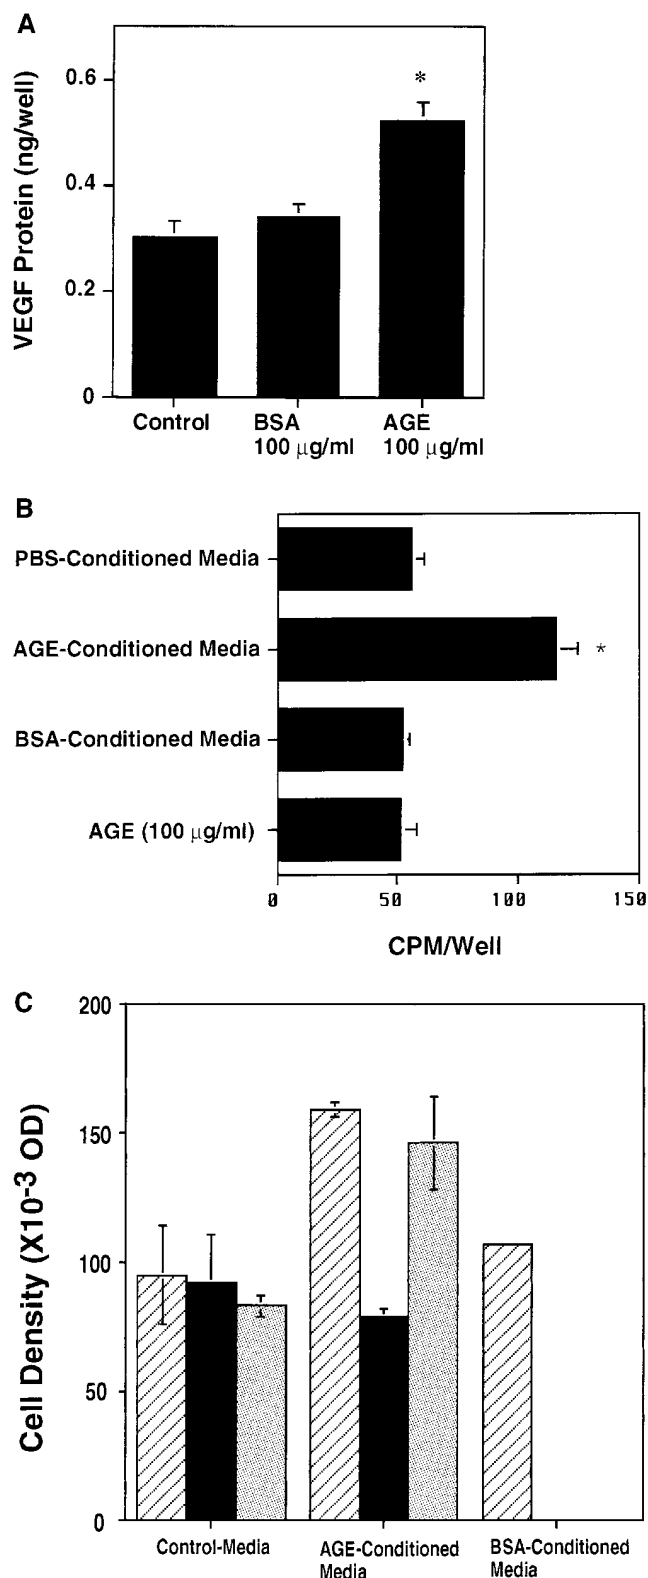 A
VEGF Protein (ng/well)
0.6
0.4
0.2
0
*
Control
BSA
100 μg/ml
AGE
100 μg/ml
B
PBS-Conditioned Media
AGE-Conditioned Media
*
BSA-Conditioned Media
AGE (100 μg/ml)
0 50 100 150
CPM/Well
C
Cell Density (X10-3 OD)
200
150
100
50
0
Control-Media
AGE-Conditioned
Media
BSA-Conditioned
Media